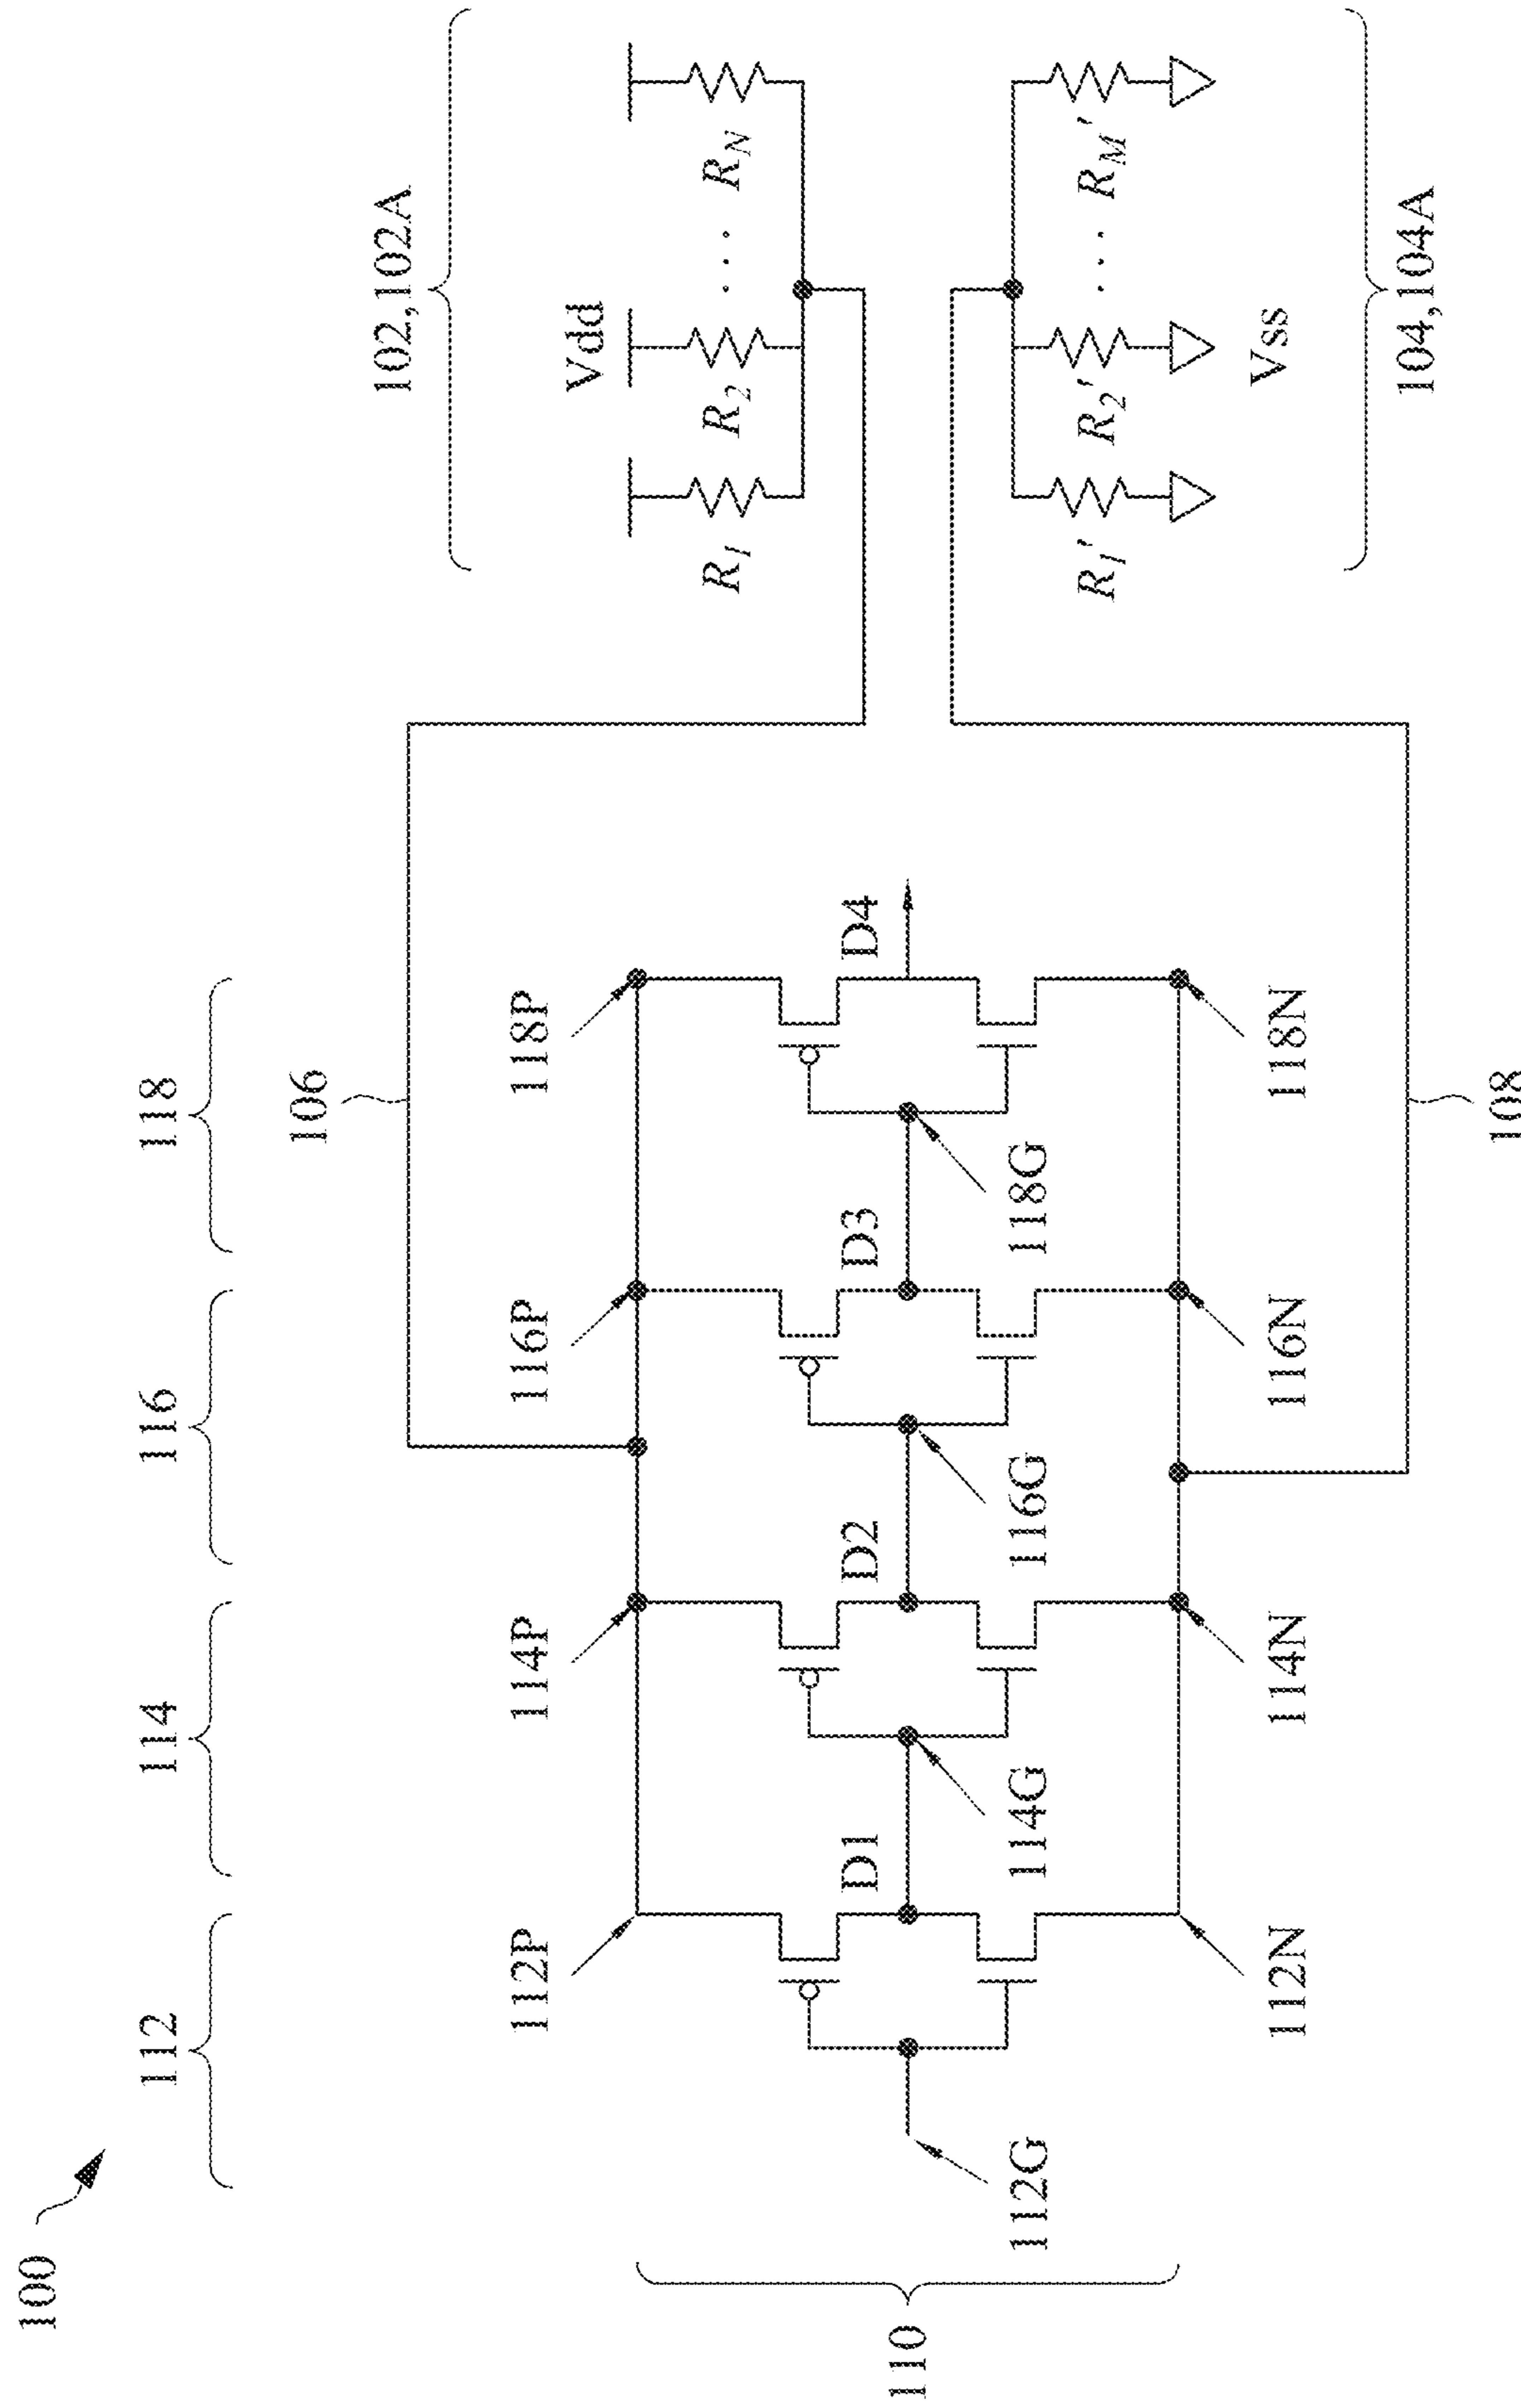 100
112
114
116
118
106
102,102A
Vdd
R1
R2
...
RN
112P
114P
116P
118P
D1
D2
D3
D4
110
112G
114G
116G
118G
112N
114N
116N
118N
108
R1'
R2'
...
RM'
Vss
104,104A